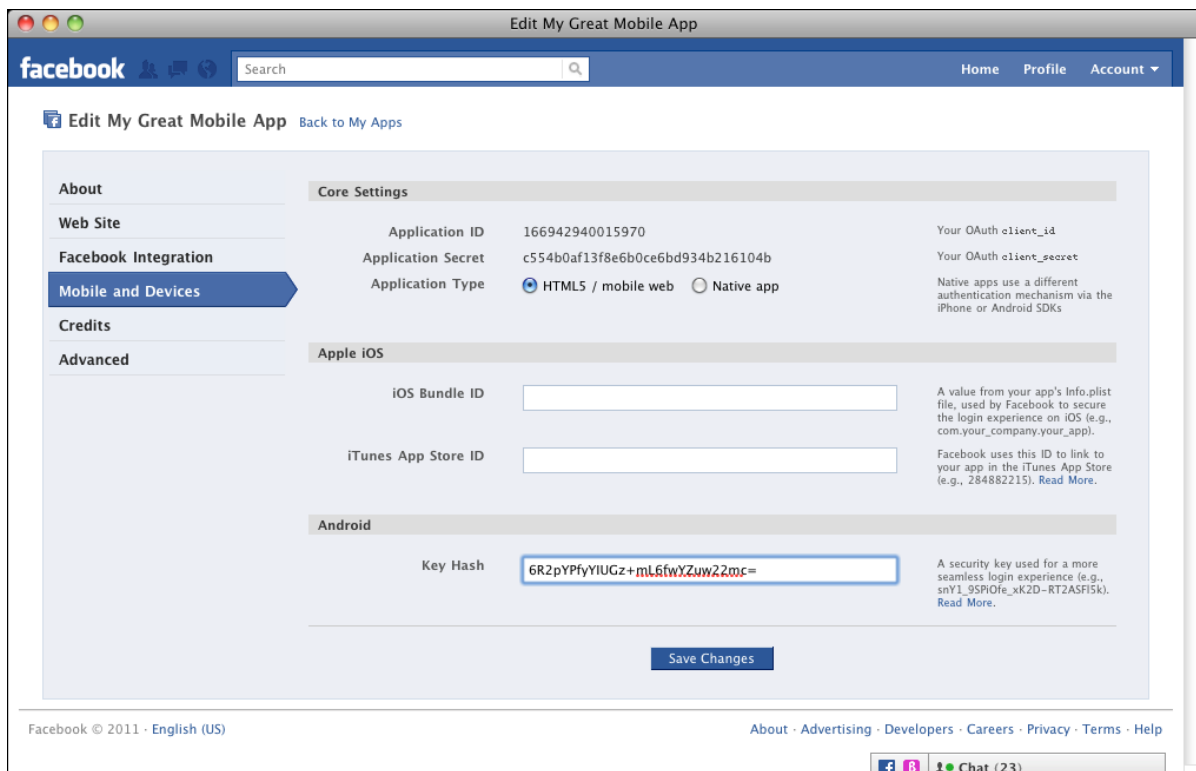 Edit My Great Mobile App
facebook
Search
Home Profile Account
Edit My Great Mobile App Back to My Apps
About
Web Site
Facebook Integration
Mobile and Devices
Credits
Advanced
Core Settings
Application ID 166942940015970 Your OAuth client_id
Application Secret c554b0af13f8e6b0ce6bd934b216104b Your OAuth client_secret
Application Type HTML5 / mobile web Native app
Native apps use a different
authentication mechanism via the
iPhone or Android SDKs
Apple iOS
iOS Bundle ID
A value from your app's Info.plist
file, used by Facebook to secure
the login experience on iOS (e.g.,
com.your_company.your_app).
iTunes App Store ID
Facebook uses this ID to link to
your app in the iTunes App Store
(e.g., 284882215). Read More.
Android
Key Hash 6R2pYPfyYIUGz+mL6fwYZuw22mc=
A security key used for a more
seamless login experience (e.g.,
snY1_9SPiOfe_xK2D-RT2ASFl5k).
Read More.
Save Changes
Facebook © 2011 · English (US)
About · Advertising · Developers · Careers · Privacy · Terms · Help
Chat (23)